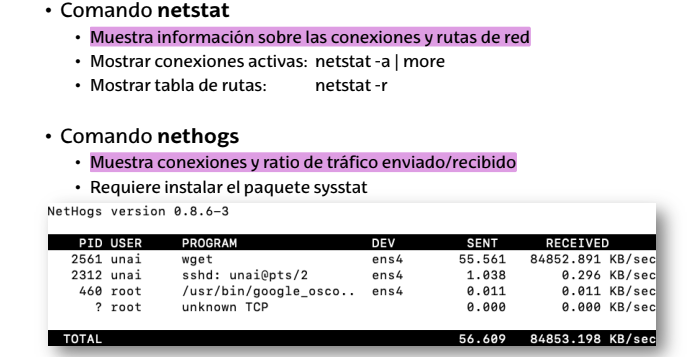 • Comando netstat
• Muestra información sobre las conexiones y rutas de red
• Mostrar conexiones activas: netstat -a | more
• Mostrar tabla de rutas: netstat -r
• Comando nethogs
• Muestra conexiones y ratio de tráfico enviado/recibido
• Requiere instalar el paquete sysstat
NetHogs version 0.8.6-3
PID USER PROGRAM DEV SENT RECEIVED
2561 unai wget ens4 55.561 84852.891 KB/sec
2312 unai sshd: unai@pts/2 ens4 1.038 0.296 KB/sec
460 root /usr/bin/google_osco.. ens4 0.011 0.011 KB/sec
? root unknown TCP 0.000 0.000 KB/sec
TOTAL 56.609 84853.198 KB/sec